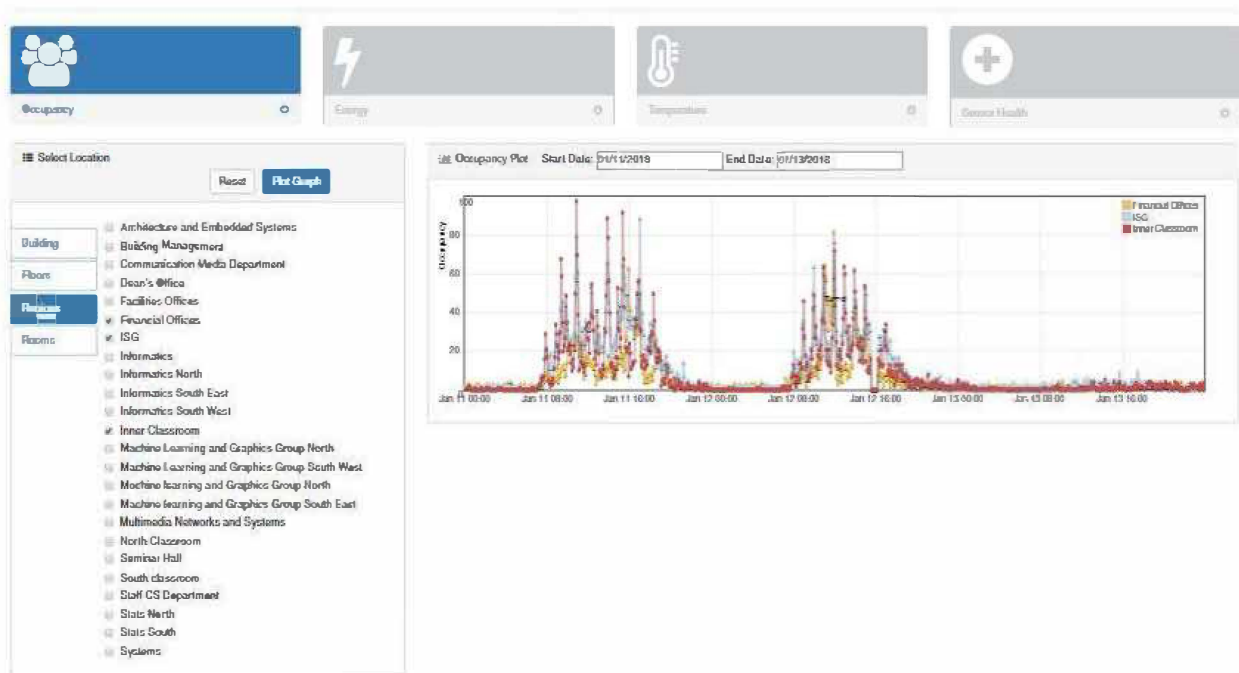 Occupancy
Energy
Temperature
Sensor Health
Select Location
Reset
Plot Graph
Building
Floors
Regions
Rooms
Architecture and Embedded Systems
Building Management
Communication Media Department
Dean's Office
Facilities Offices
Financial Offices
ISG
Informatics
Informatics North
Informatics South East
Informatics South West
Inner Classroom
Machine Learning and Graphics Group North
Machine Learning and Graphics Group South West
Machine learning and Graphics Group North
Machine learning and Graphics Group South East
Multimedia Networks and Systems
North Classroom
Seminar Hall
South classroom
Staff CS Department
Stats North
Stats South
Systems
Occupancy Plot Start Date: 01/11/2018 End Date: 01/13/2018
Financial Offices
ISG
Inner Classroom
Occupancy
100
80
60
40
20
Jan 11 00:00 Jan 11 08:00 Jan 11 16:00 Jan 12 00:00 Jan 12 08:00 Jan 12 16:00 Jan 13 00:00 Jan 13 08:00 Jan 13 16:00